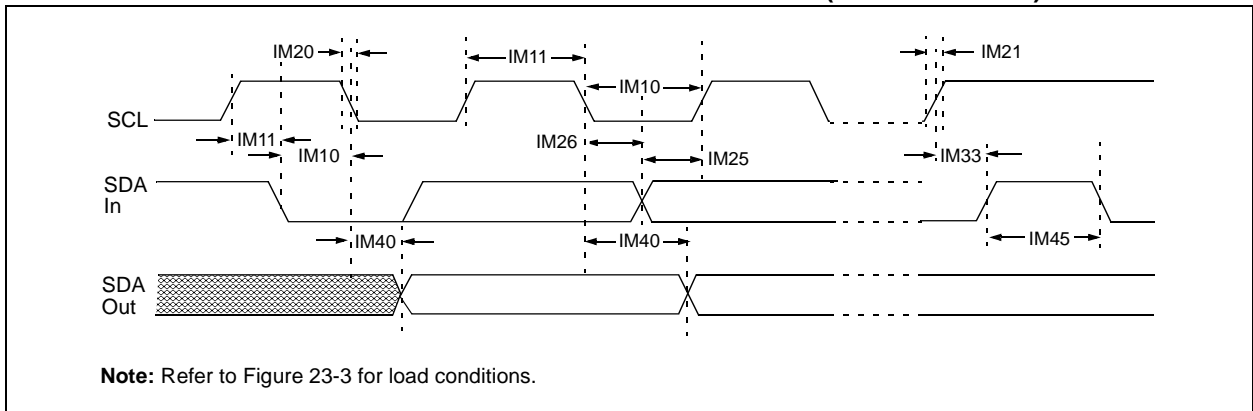 IM20
IM11
IM21
IM10
SCL
IM11
IM26
IM10
IM25
IM33
SDA
In
IM40
IM40
IM45
SDA
Out
Note: Refer to Figure 23-3 for load conditions.